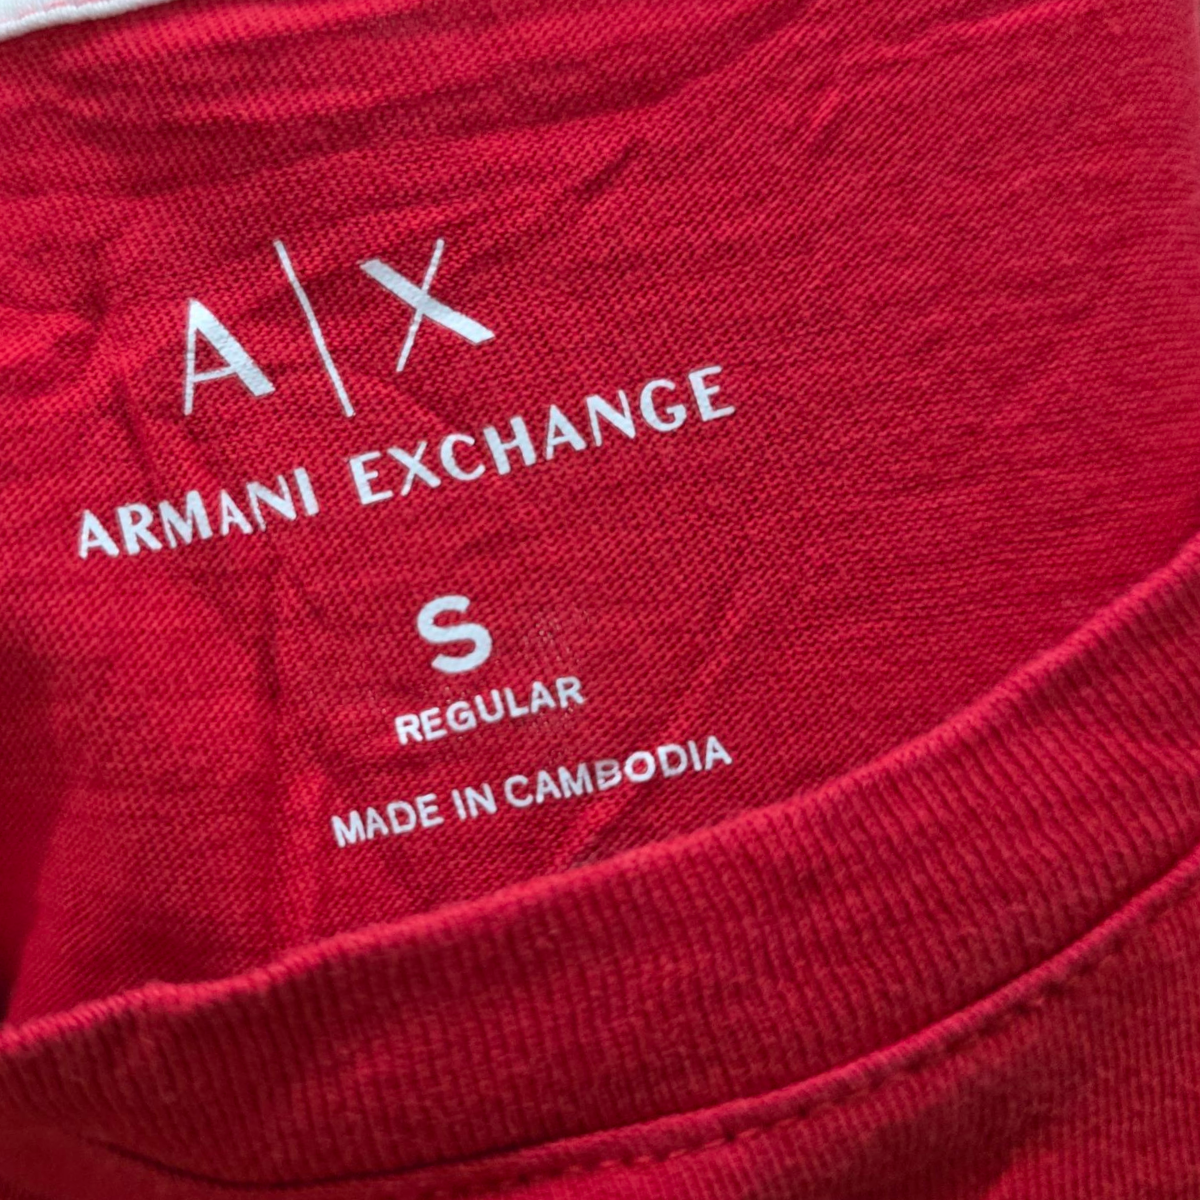 A|X
ARMANI EXCHANGE
S
REGULAR
MADE IN CAMBODIA